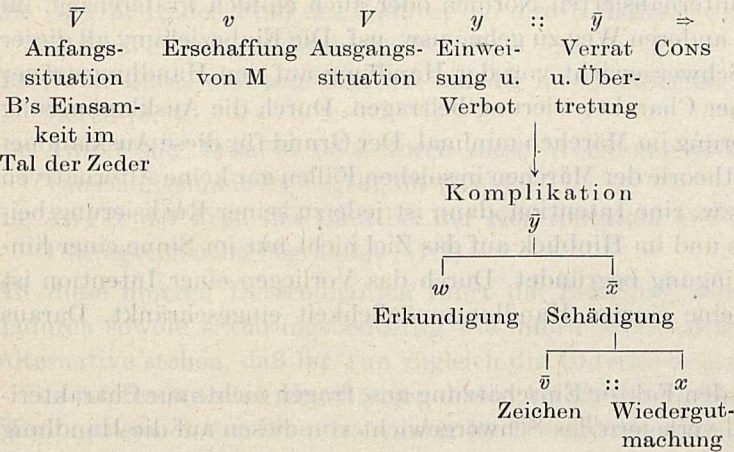 V̅ v V̅ y :: y̅ ⇒
Anfangs- Erschaffung Ausgangs- Einwei- Verrat CONS
situation von M situation sung u. u. Über-
B's Einsam- Verbot tretung
keit im
Tal der Zeder
Komplikation
y̅
w x̅
Erkundigung Schädigung
v̅ :: x
Zeichen Wiedergut-
machung